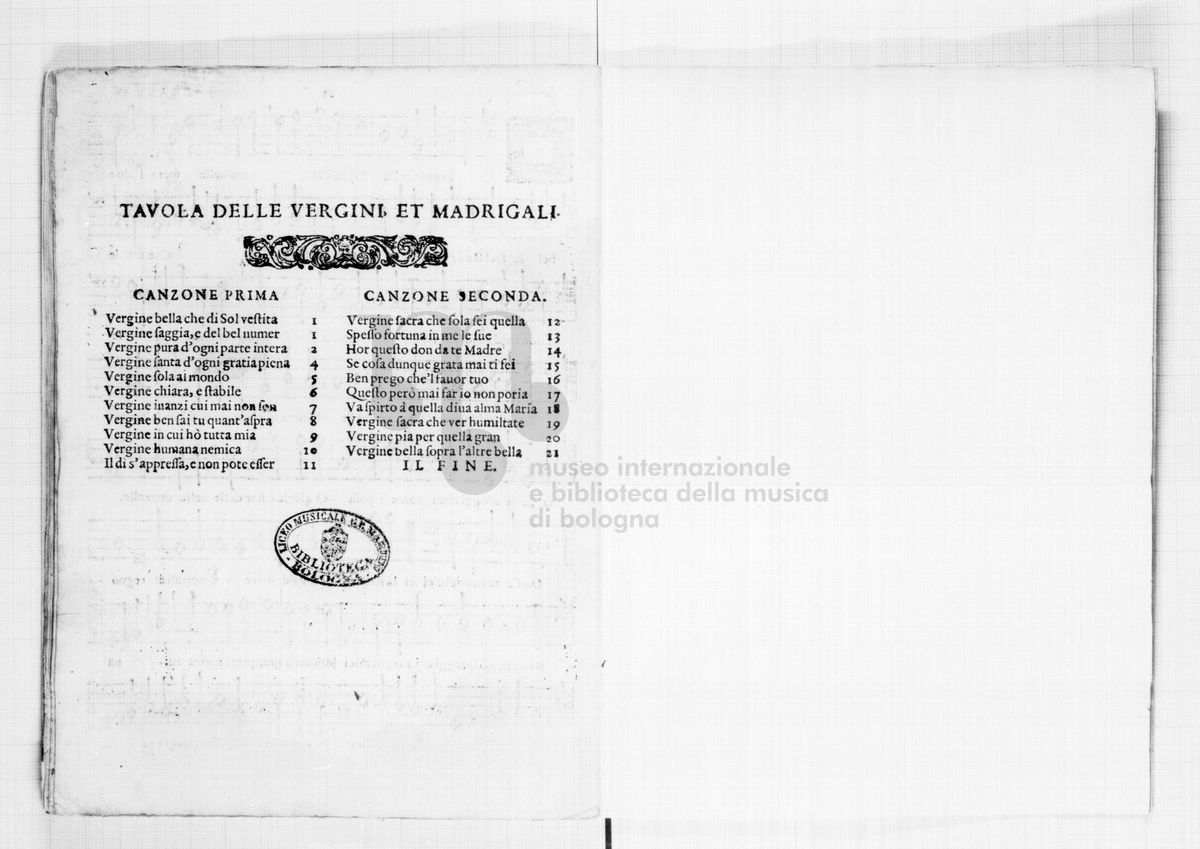 TAVOLA DELLE VERGINI, ET MADRIGALI.
CANZONE PRIMA
Vergine bella che di Sol veſtita 1
Vergine ſaggia, e del bel numer 1
Vergine pura d'ogni parte intera 2
Vergine ſanta d'ogni gratia piena 4
Vergine ſola al mondo 5
Vergine chiara, e ſtabile 6
Vergine inanzi cui mai non ſon 7
Vergine ben ſai tu quant'aſpra 8
Vergine in cui hò tutta mia 9
Vergine humana nemica 10
Il di s'appreſſa, e non pote eſſer 11
CANZONE SECONDA.
Vergine ſacra che ſola ſei quella 12
Speſſo fortuna in me le ſue 13
Hor queſto don da te Madre 14
Se coſa dunque grata mai ti fei 15
Ben prego che'l fauor tuo 16
Queſto però mai far io non poria 17
Va ſpirto à quella diua alma Maria 18
Vergine ſacra che ver humiltate 19
Vergine pia per quella gran 20
Vergine bella ſopra l'altre bella 21
IL FINE.
LICEO MUSICALE G.B. MARTINI
BIBLIOTECA
BOLOGNA
museo internazionale
e biblioteca della musica
di bologna